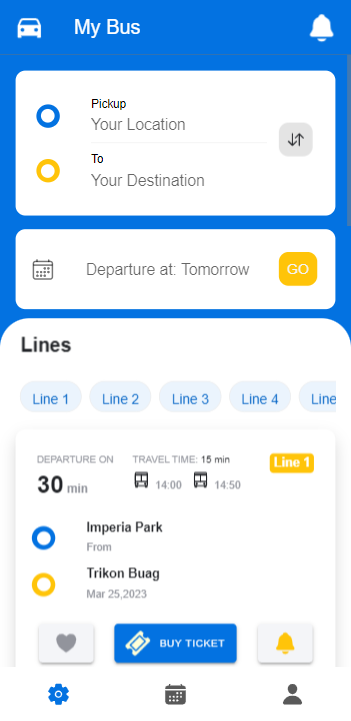 My Bus
Pickup
Your Location
To
Your Destination
Departure at: Tomorrow
GO
Lines
Line 1
Line 2
Line 3
Line 4
Line
DEPARTURE ON
TRAVEL TIME: 15 min
Line 1
30 min
14:00
14:50
Imperia Park
From
Trikon Buag
Mar 25,2023
BUY TICKET